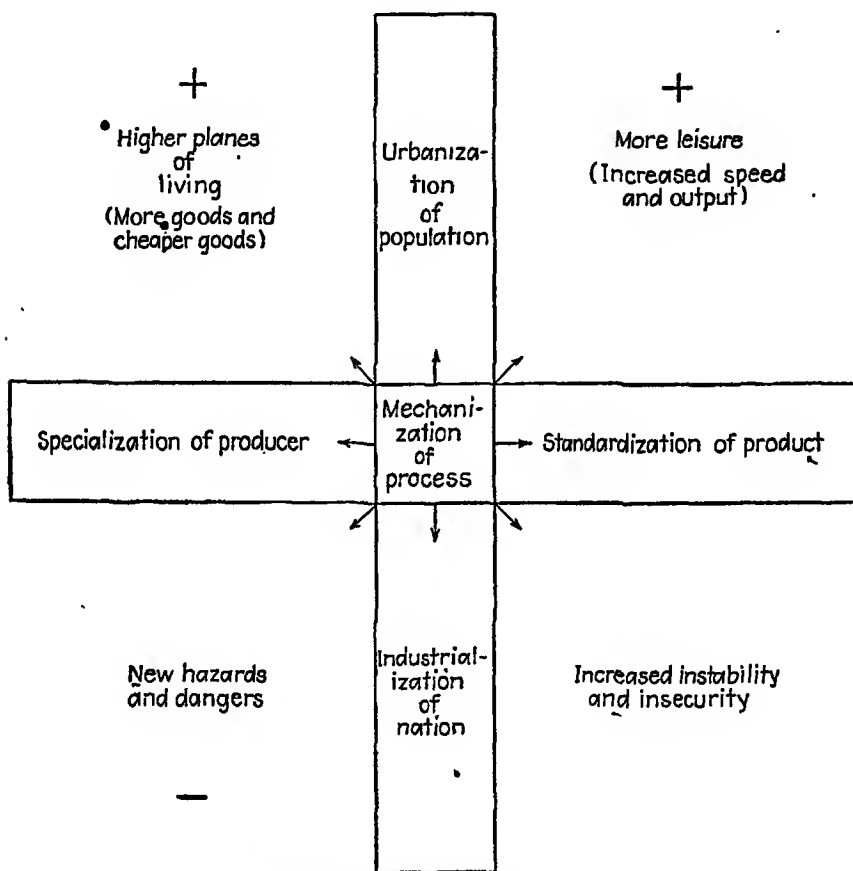 +
Higher planes
of
living
(More goods and
cheaper goods)
Urbaniza-
tion
of
population
+
More leisure
(Increased speed
and output)
Specialization of producer
Mechani-
zation
of
process
Standardization of product
New hazards
and dangers
−
Industrial-
ization
of
nation
Increased instability
and insecurity